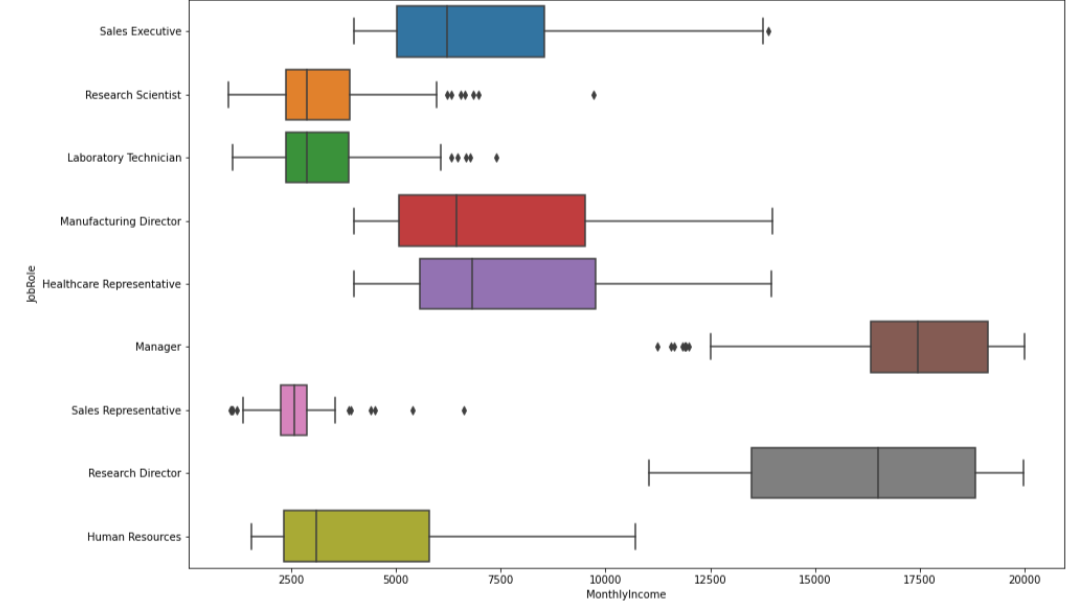 Sales Executive
Research Scientist
Laboratory Technician
Manufacturing Director
JobRole
Healthcare Representative
Manager
Sales Representative
Research Director
Human Resources
2500 5000 7500 10000 12500 15000 17500 20000
MonthlyIncome